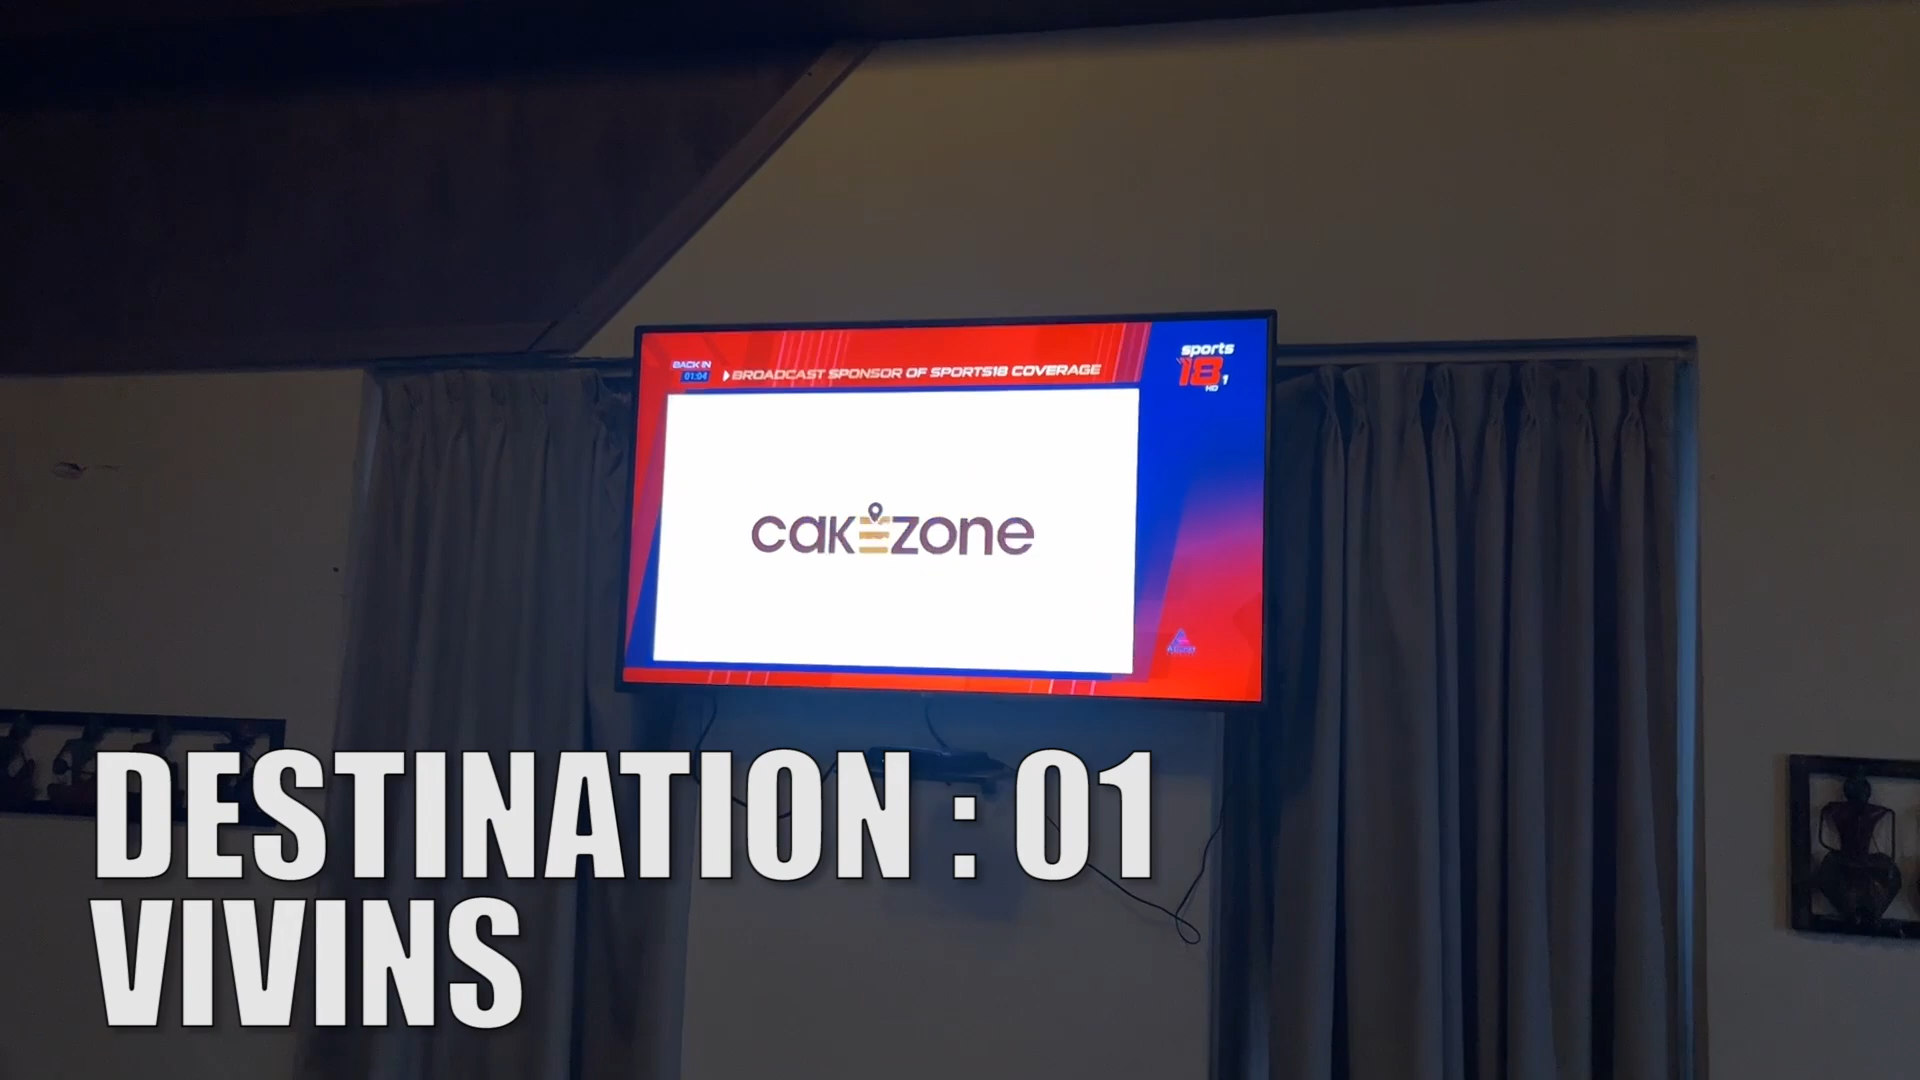 BACK IN
01:04
BROADCAST SPONSOR OF SPORTS18 COVERAGE
sports
18
HD 1
cakezone
DESTINATION : 01
VIVINS